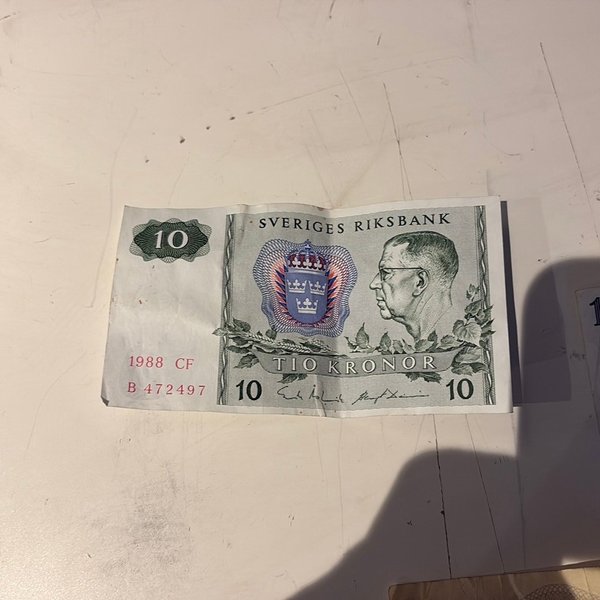 SVERIGES RIKSBANK
10
1988 CF
B 472497
TIO KRONOR
10
10